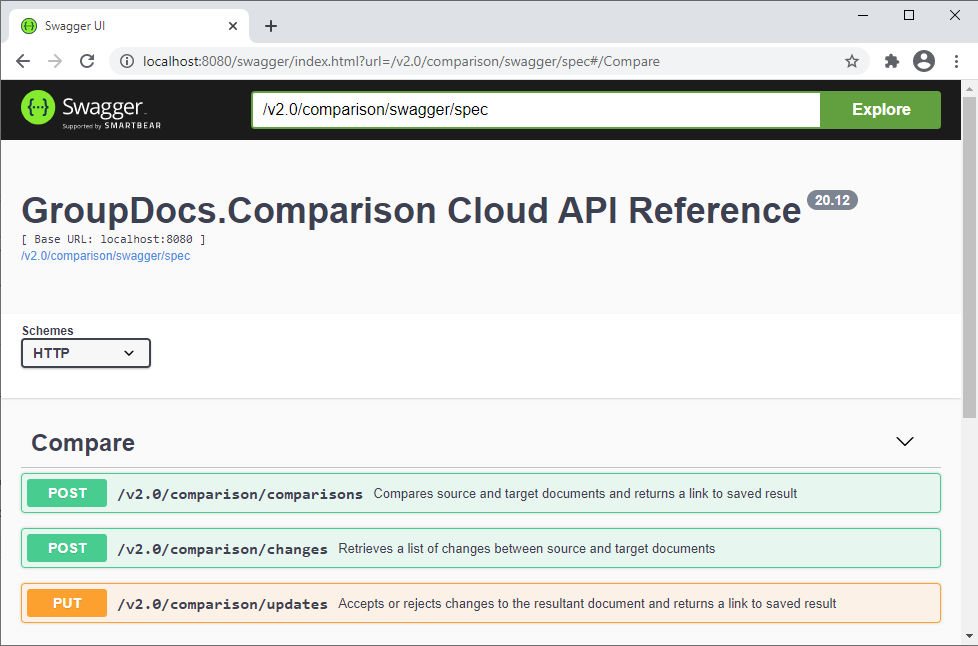 Swagger UI
localhost:8080/swagger/index.html?url=/v2.0/comparison/swagger/spec#/Compare
{···} Swagger
Supported by SMARTBEAR
/v2.0/comparison/swagger/spec
Explore
GroupDocs.Comparison Cloud API Reference 20.12
[ Base URL: localhost:8080 ]
/v2.0/comparison/swagger/spec
Schemes
HTTP
Compare
POST /v2.0/comparison/comparisons Compares source and target documents and returns a link to saved result
POST /v2.0/comparison/changes Retrieves a list of changes between source and target documents
PUT /v2.0/comparison/updates Accepts or rejects changes to the resultant document and returns a link to saved result